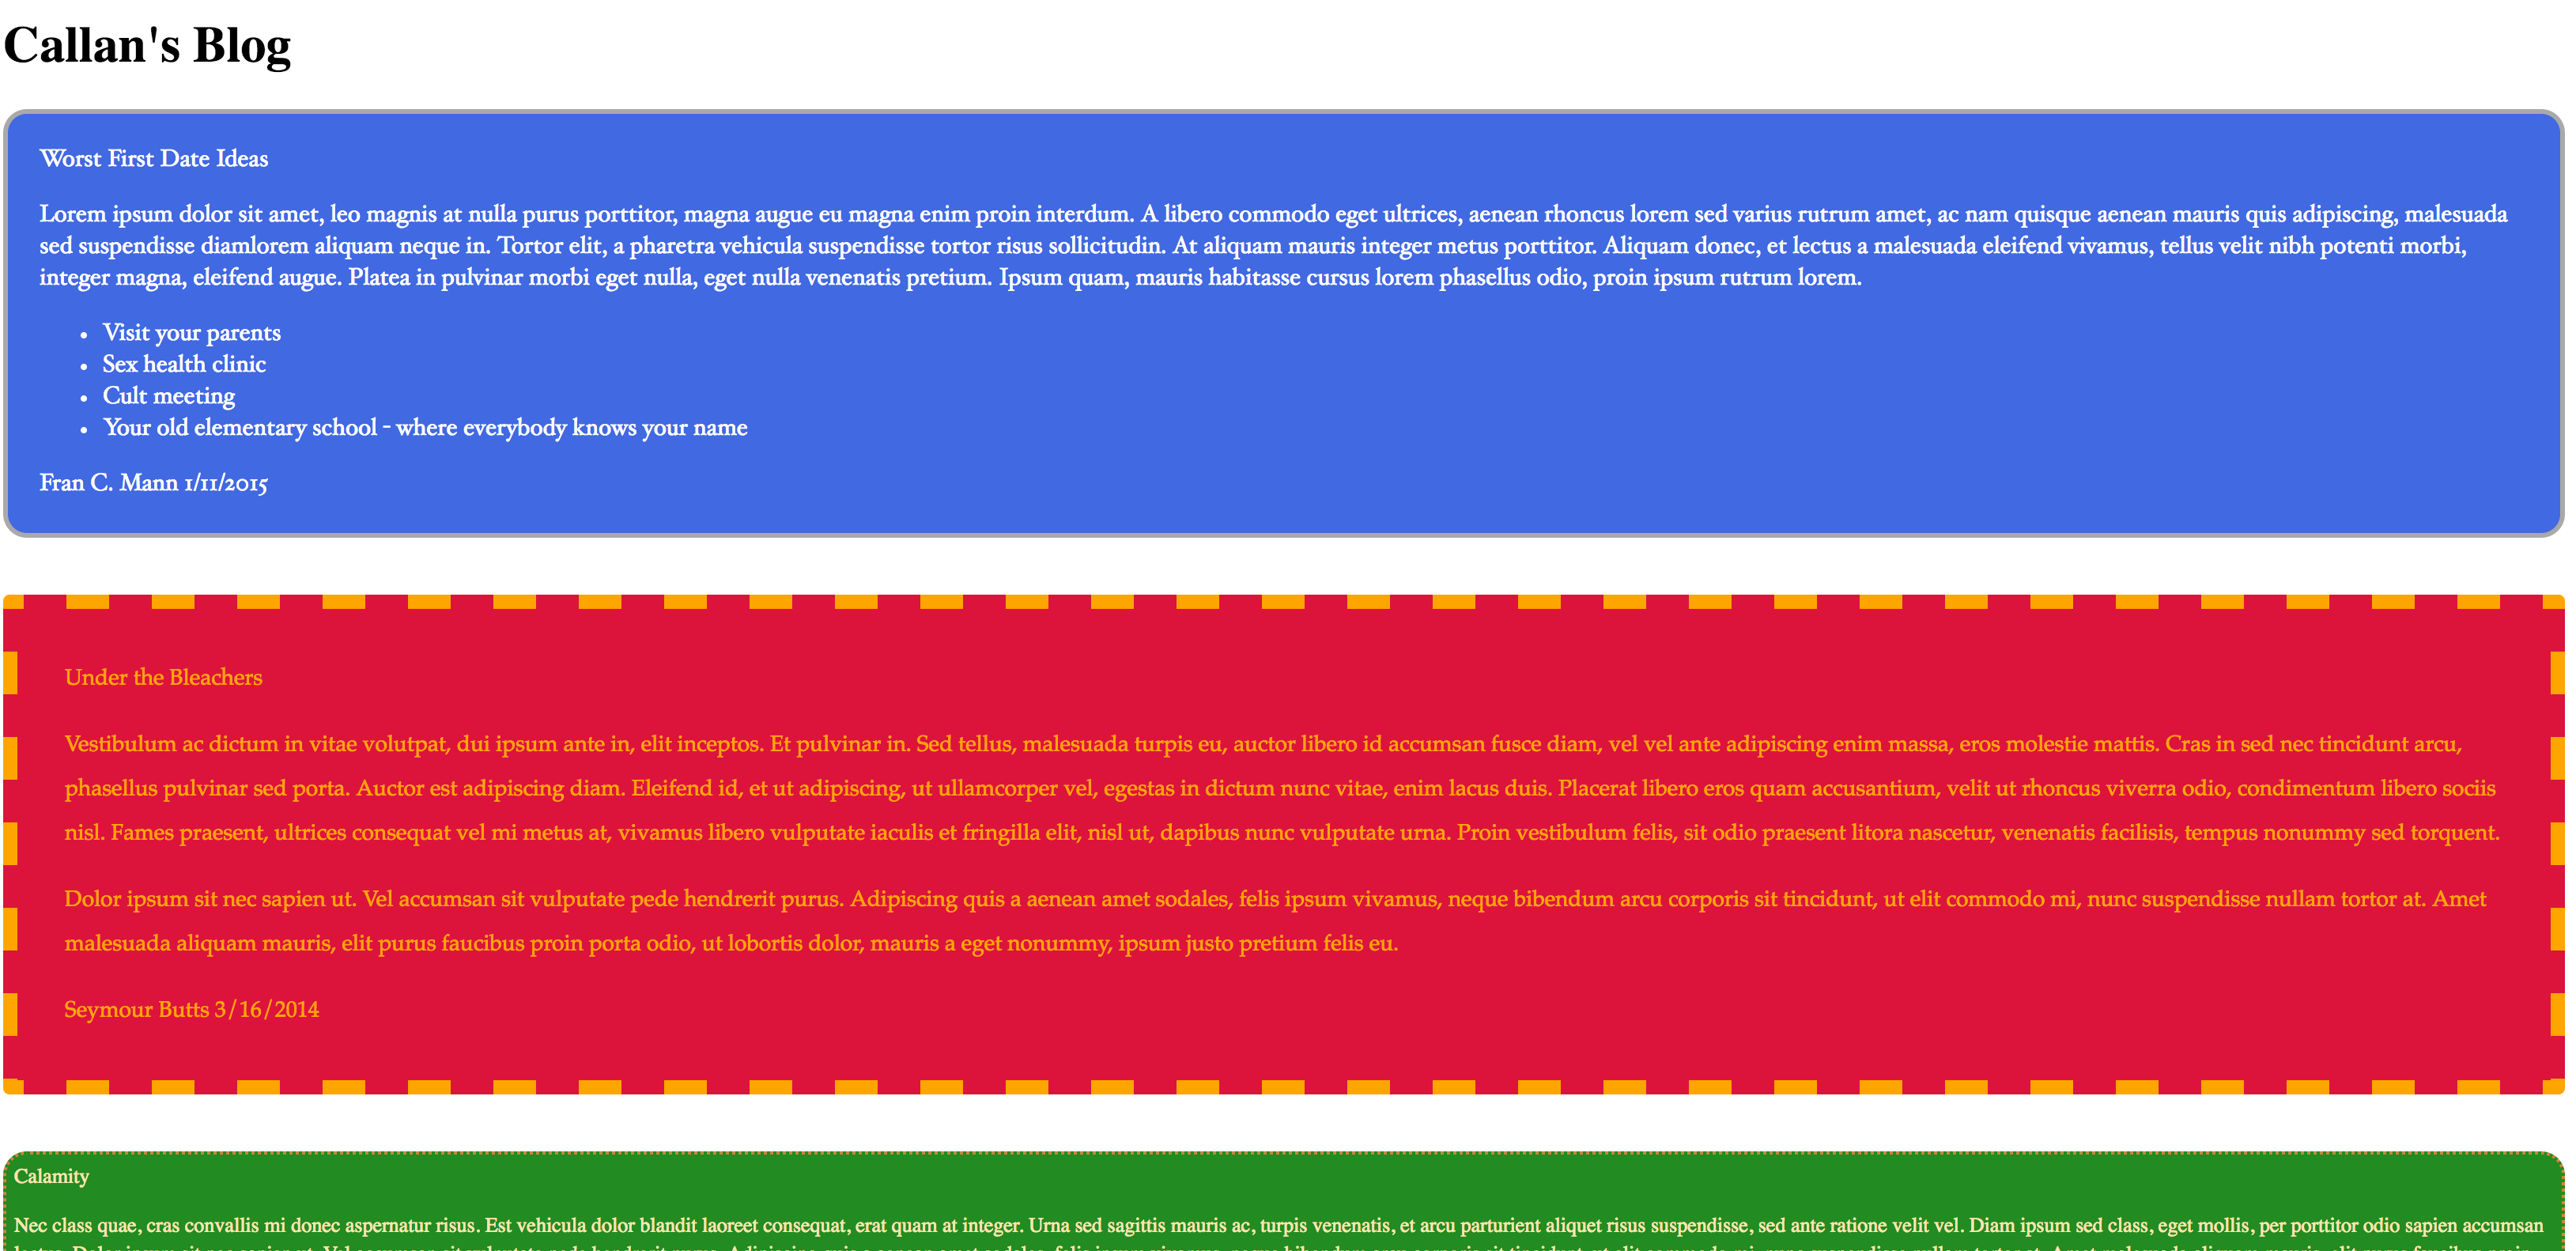 Callan's Blog
Worst First Date Ideas
Lorem ipsum dolor sit amet, leo magnis at nulla purus porttitor, magna augue eu magna enim proin interdum. A libero commodo eget ultrices, aenean rhoncus lorem sed varius rutrum amet, ac nam quisque aenean mauris quis adipiscing, malesuada
sed suspendisse diamlorem aliquam neque in. Tortor elit, a pharetra vehicula suspendisse tortor risus sollicitudin. At aliquam mauris integer metus porttitor. Aliquam donec, et lectus a malesuada eleifend vivamus, tellus velit nibh potenti morbi,
integer magna, eleifend augue. Platea in pulvinar morbi eget nulla, eget nulla venenatis pretium. Ipsum quam, mauris habitasse cursus lorem phasellus odio, proin ipsum rutrum lorem.
• Visit your parents
• Sex health clinic
• Cult meeting
• Your old elementary school - where everybody knows your name
Fran C. Mann 1/11/2015
Under the Bleachers
Vestibulum ac dictum in vitae volutpat, dui ipsum ante in, elit inceptos. Et pulvinar in. Sed tellus, malesuada turpis eu, auctor libero id accumsan fusce diam, vel vel ante adipiscing enim massa, eros molestie mattis. Cras in sed nec tincidunt arcu,
phasellus pulvinar sed porta. Auctor est adipiscing diam. Eleifend id, et ut adipiscing, ut ullamcorper vel, egestas in dictum nunc vitae, enim lacus duis. Placerat libero eros quam accusantium, velit ut rhoncus viverra odio, condimentum libero sociis
nisl. Fames praesent, ultrices consequat vel mi metus at, vivamus libero vulputate iaculis et fringilla elit, nisl ut, dapibus nunc vulputate urna. Proin vestibulum felis, sit odio praesent litora nascetur, venenatis facilisis, tempus nonummy sed torquent.
Dolor ipsum sit nec sapien ut. Vel accumsan sit vulputate pede hendrerit purus. Adipiscing quis a aenean amet sodales, felis ipsum vivamus, neque bibendum arcu corporis sit tincidunt, ut elit commodo mi, nunc suspendisse nullam tortor at. Amet
malesuada aliquam mauris, elit purus faucibus proin porta odio, ut lobortis dolor, mauris a eget nonummy, ipsum justo pretium felis eu.
Seymour Butts 3/16/2014
Calamity
Nec class quae, cras convallis mi donec aspernatur risus. Est vehicula dolor blandit laoreet consequat, erat quam at integer. Urna sed sagittis mauris ac, turpis venenatis, et arcu parturient aliquet risus suspendisse, sed ante ratione velit vel. Diam ipsum sed class, eget mollis, per porttitor odio sapien accumsan